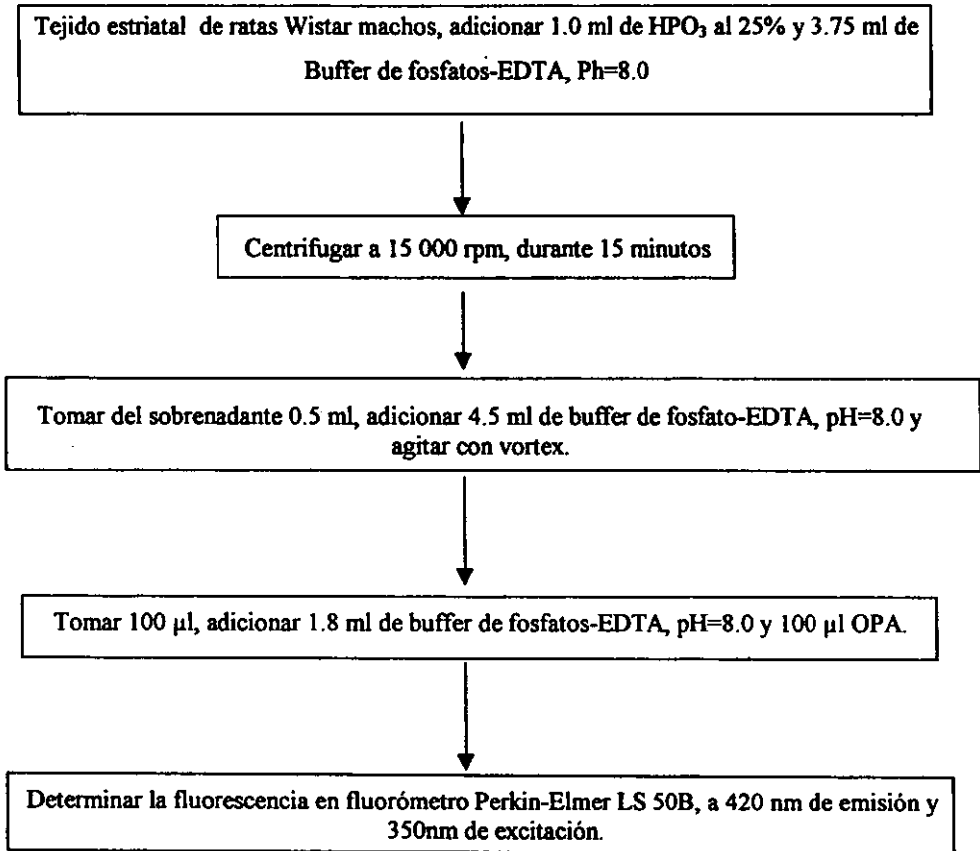 Tejido estriatal de ratas Wistar machos, adicionar 1.0 ml de HPO₃ al 25% y 3.75 ml de
Buffer de fosfatos-EDTA, Ph=8.0
Centrifugar a 15 000 rpm, durante 15 minutos
Tomar del sobrenadante 0.5 ml, adicionar 4.5 ml de buffer de fosfato-EDTA, pH=8.0 y
agitar con vortex.
Tomar 100 µl, adicionar 1.8 ml de buffer de fosfatos-EDTA, pH=8.0 y 100 µl OPA.
Determinar la fluorescencia en fluorómetro Perkin-Elmer LS 50B, a 420 nm de emisión y
350nm de excitación.